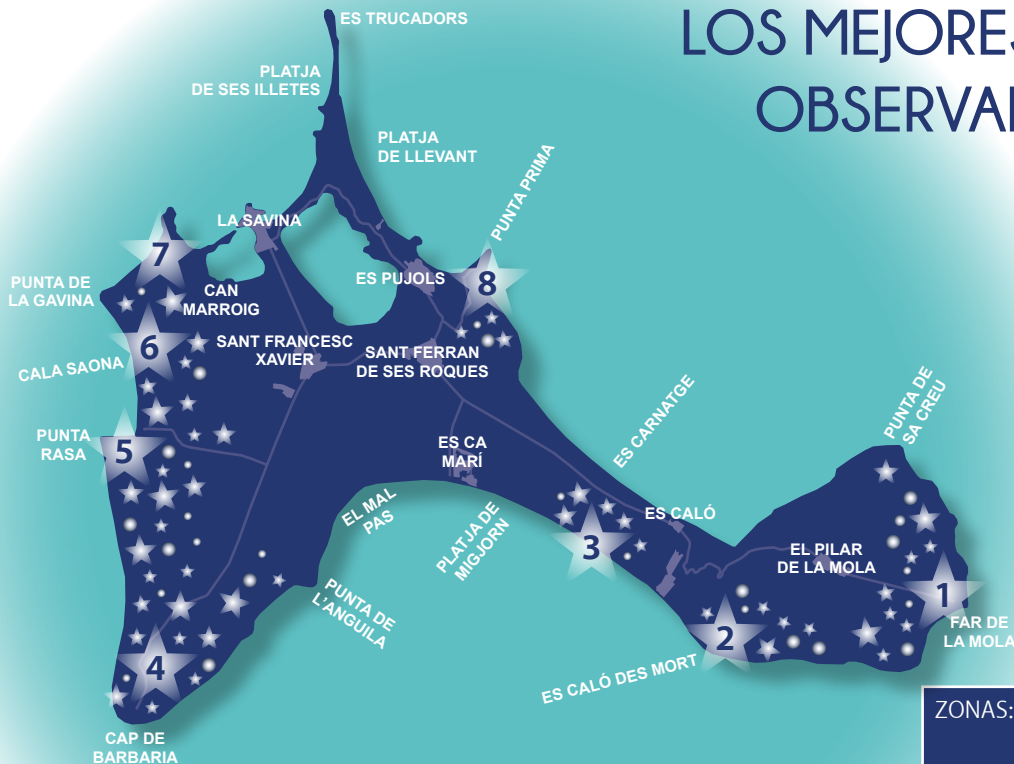 LOS MEJORES
OBSERVA
ES TRUCADORS
PLATJA
DE SES ILLETES
PLATJA
DE LLEVANT
PUNTA PRIMA
LA SAVINA
7
PUNTA DE
LA GAVINA
CAN
MARROIG
ES PUJOLS
8
6
CALA SAONA
SANT FRANCESC
XAVIER
SANT FERRAN
DE SES ROQUES
PUNTA
RASA
5
ES CA
MARÍ
ES CARNATGE
PUNTA DE
SA CREU
EL MAL
PAS
PLATJA DE
MIGJORN
3
ES CALÓ
EL PILAR
DE LA MOLA
1
FAR DE
LA MOLA
PUNTA DE
L'ANGUILA
2
ES CALÓ DES MORT
4
CAP DE
BARBARIA
ZONAS: